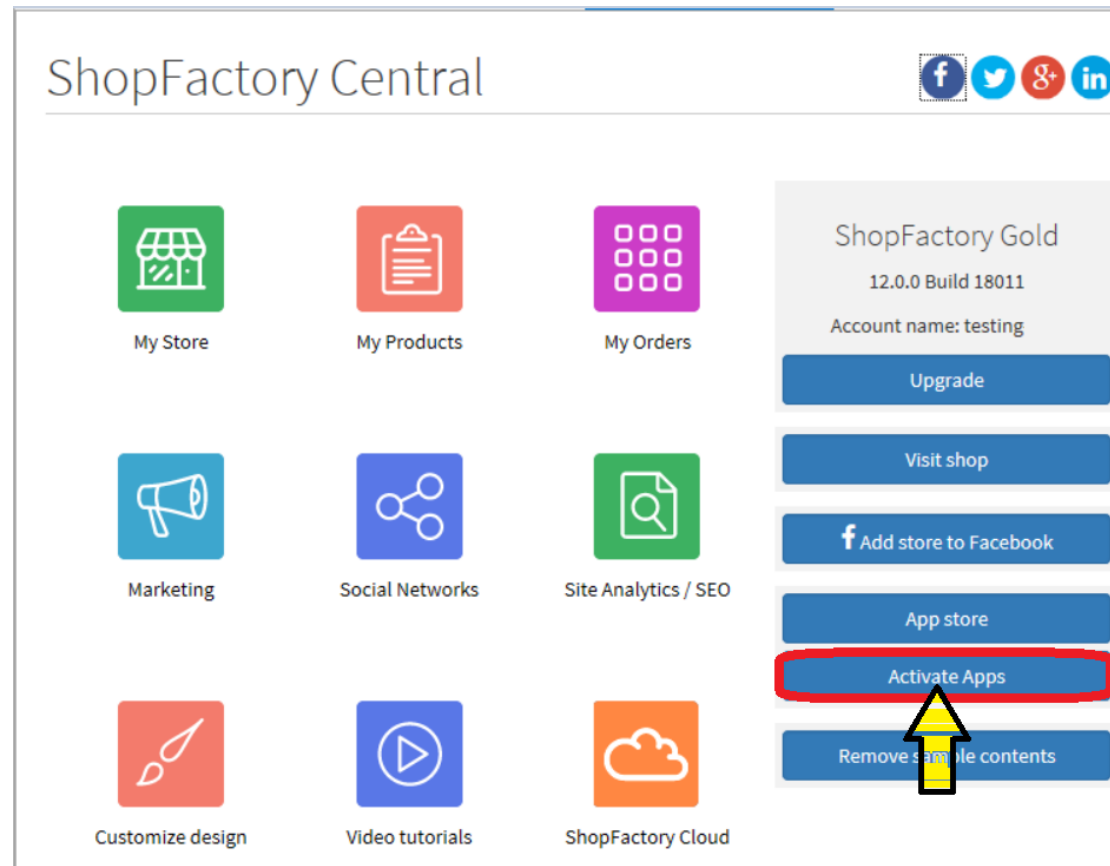 ShopFactory Central
f
8+
in
My Store
My Products
My Orders
Marketing
Social Networks
Site Analytics / SEO
Customize design
Video tutorials
ShopFactory Cloud
ShopFactory Gold
12.0.0 Build 18011
Account name: testing
Upgrade
Visit shop
f Add store to Facebook
App store
Activate Apps
Remove sample contents